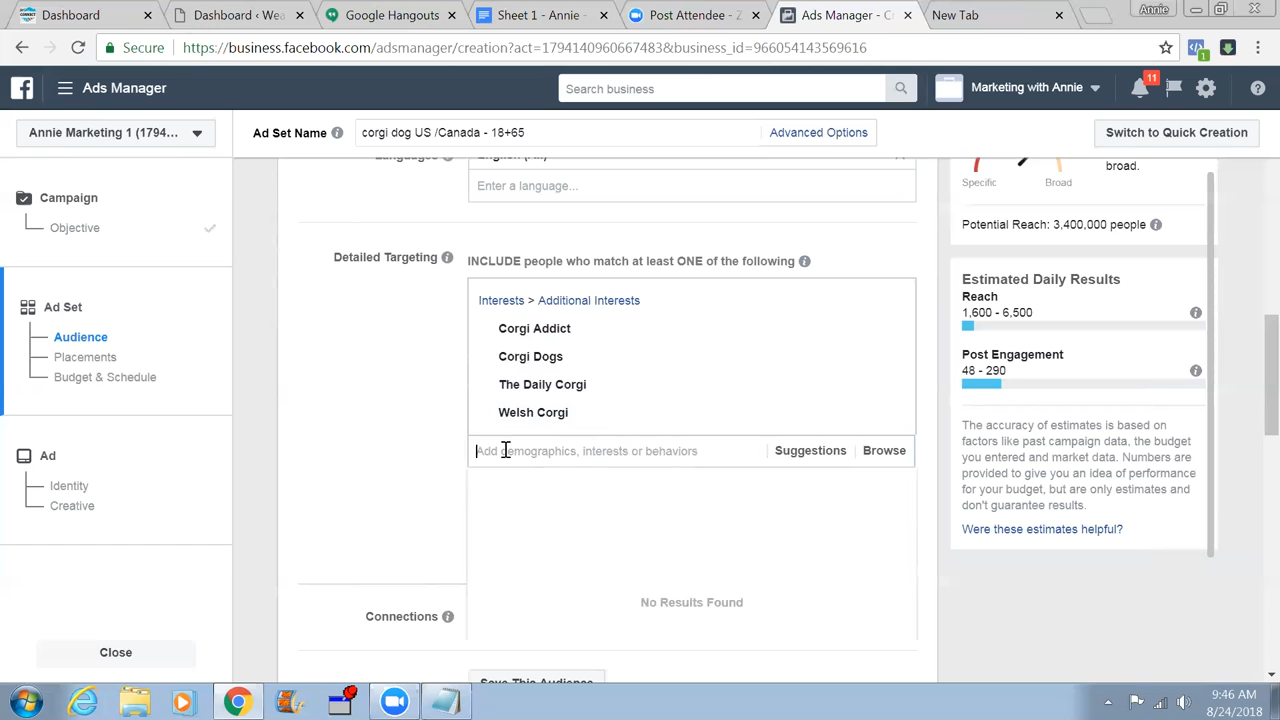 Dashboard
Dashboard ‹ Wea
Google Hangouts
Sheet 1 - Annie -
Post Attendee - Z
Ads Manager - Cr
New Tab
Annie
Secure
https://business.facebook.com/adsmanager/creation?act=1794140960667483&business_id=966054143569616
1
Ads Manager
Search business
Marketing with Annie
11
Annie Marketing 1 (1794...
Ad Set Name
corgi dog US /Canada - 18+65
Advanced Options
Switch to Quick Creation
Campaign
Objective
Ad Set
Audience
Placements
Budget & Schedule
Ad
Identity
Creative
Close
Languages
English (All)
Enter a language...
Detailed Targeting
INCLUDE people who match at least ONE of the following
Interests > Additional Interests
Corgi Addict
Corgi Dogs
The Daily Corgi
Welsh Corgi
Add demographics, interests or behaviors
Suggestions
Browse
No Results Found
Connections
Save This Audience
Specific
Broad
broad.
Potential Reach: 3,400,000 people
Estimated Daily Results
Reach
1,600 - 6,500
Post Engagement
48 - 290
The accuracy of estimates is based on
factors like past campaign data, the budget
you entered and market data. Numbers are
provided to give you an idea of performance
for your budget, but are only estimates and
don't guarantee results.
Were these estimates helpful?
9:46 AM
8/24/2018